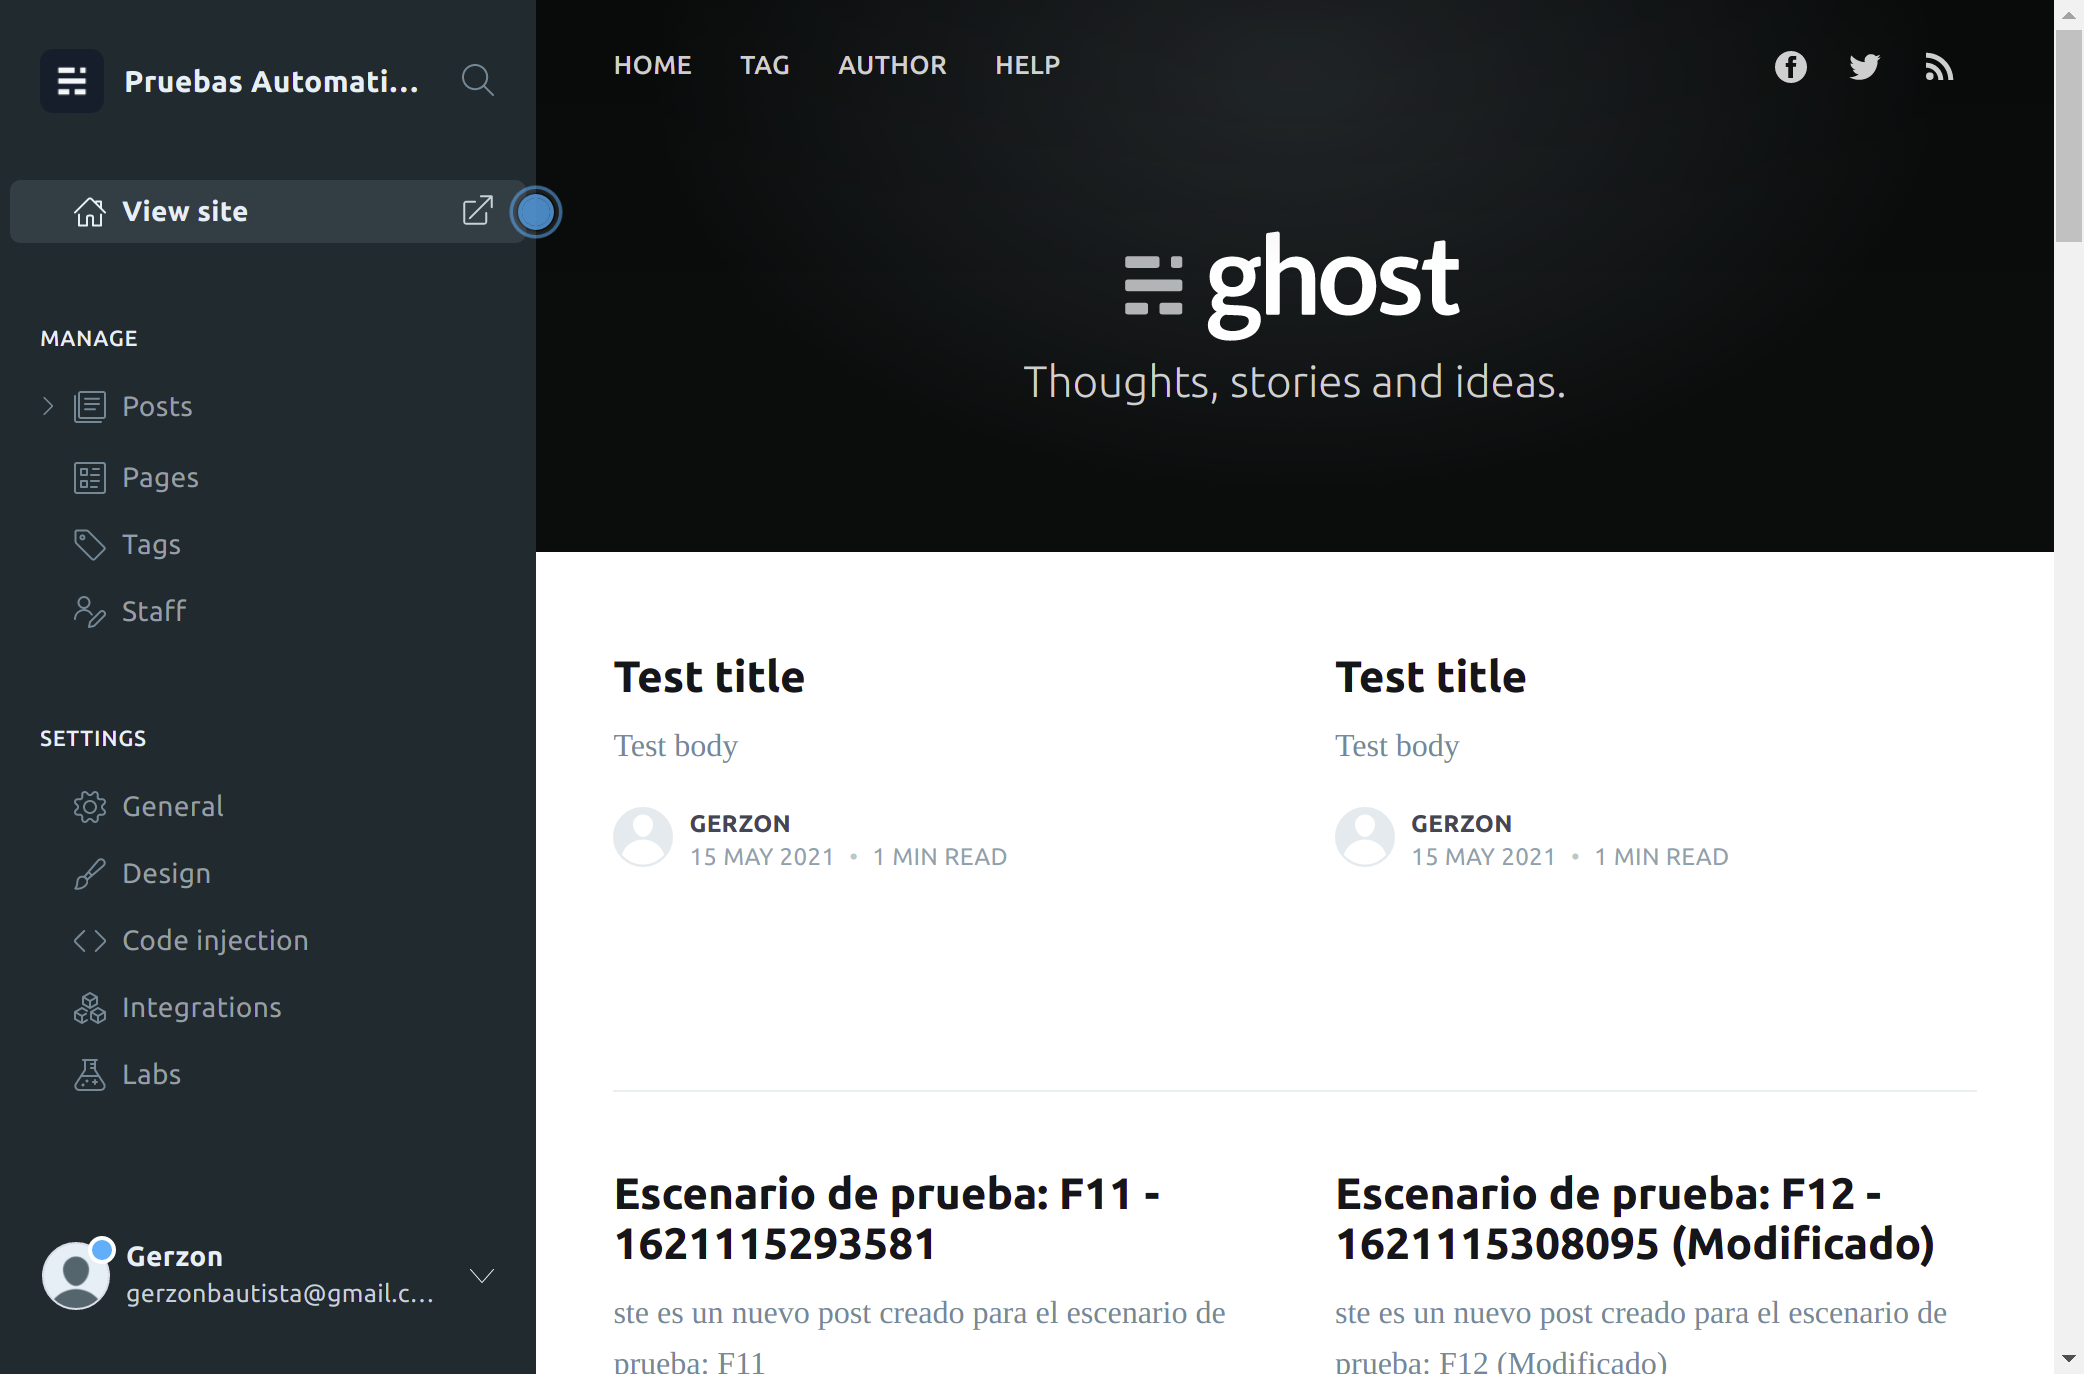 Pruebas Automati...
View site
MANAGE
Posts
Pages
Tags
Staff
SETTINGS
General
Design
Code injection
Integrations
Labs
Gerzon
gerzonbautista@gmail.c...
HOME TAG AUTHOR HELP
ghost
Thoughts, stories and ideas.
Test title
Test body
GERZON
15 MAY 2021 • 1 MIN READ
Test title
Test body
GERZON
15 MAY 2021 • 1 MIN READ
Escenario de prueba: F11 -
1621115293581
ste es un nuevo post creado para el escenario de
prueba: F11
Escenario de prueba: F12 -
1621115308095 (Modificado)
ste es un nuevo post creado para el escenario de
prueba: F12 (Modificado)